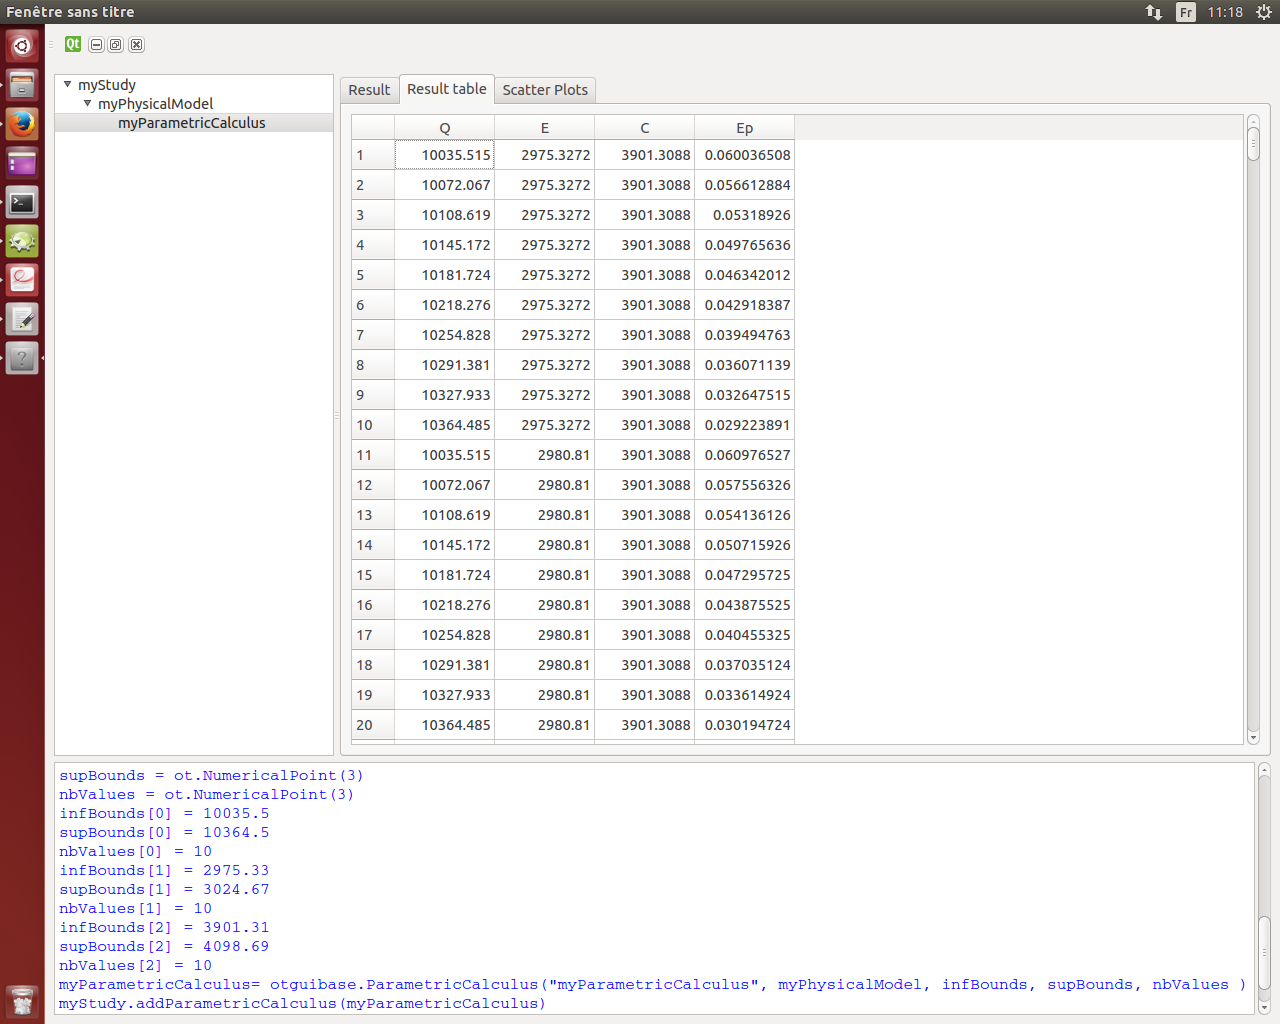 Fenêtre sans titre Fr 11:18
Qt
myStudy
myPhysicalModel
myParametricCalculus
Result Result table Scatter Plots
Q E C Ep
1 10035.515 2975.3272 3901.3088 0.060036508
2 10072.067 2975.3272 3901.3088 0.056612884
3 10108.619 2975.3272 3901.3088 0.05318926
4 10145.172 2975.3272 3901.3088 0.049765636
5 10181.724 2975.3272 3901.3088 0.046342012
6 10218.276 2975.3272 3901.3088 0.042918387
7 10254.828 2975.3272 3901.3088 0.039494763
8 10291.381 2975.3272 3901.3088 0.036071139
9 10327.933 2975.3272 3901.3088 0.032647515
10 10364.485 2975.3272 3901.3088 0.029223891
11 10035.515 2980.81 3901.3088 0.060976527
12 10072.067 2980.81 3901.3088 0.057556326
13 10108.619 2980.81 3901.3088 0.054136126
14 10145.172 2980.81 3901.3088 0.050715926
15 10181.724 2980.81 3901.3088 0.047295725
16 10218.276 2980.81 3901.3088 0.043875525
17 10254.828 2980.81 3901.3088 0.040455325
18 10291.381 2980.81 3901.3088 0.037035124
19 10327.933 2980.81 3901.3088 0.033614924
20 10364.485 2980.81 3901.3088 0.030194724
supBounds = ot.NumericalPoint(3)
nbValues = ot.NumericalPoint(3)
infBounds[0] = 10035.5
supBounds[0] = 10364.5
nbValues[0] = 10
infBounds[1] = 2975.33
supBounds[1] = 3024.67
nbValues[1] = 10
infBounds[2] = 3901.31
supBounds[2] = 4098.69
nbValues[2] = 10
myParametricCalculus= otguibase.ParametricCalculus("myParametricCalculus", myPhysicalModel, infBounds, supBounds, nbValues )
myStudy.addParametricCalculus(myParametricCalculus)